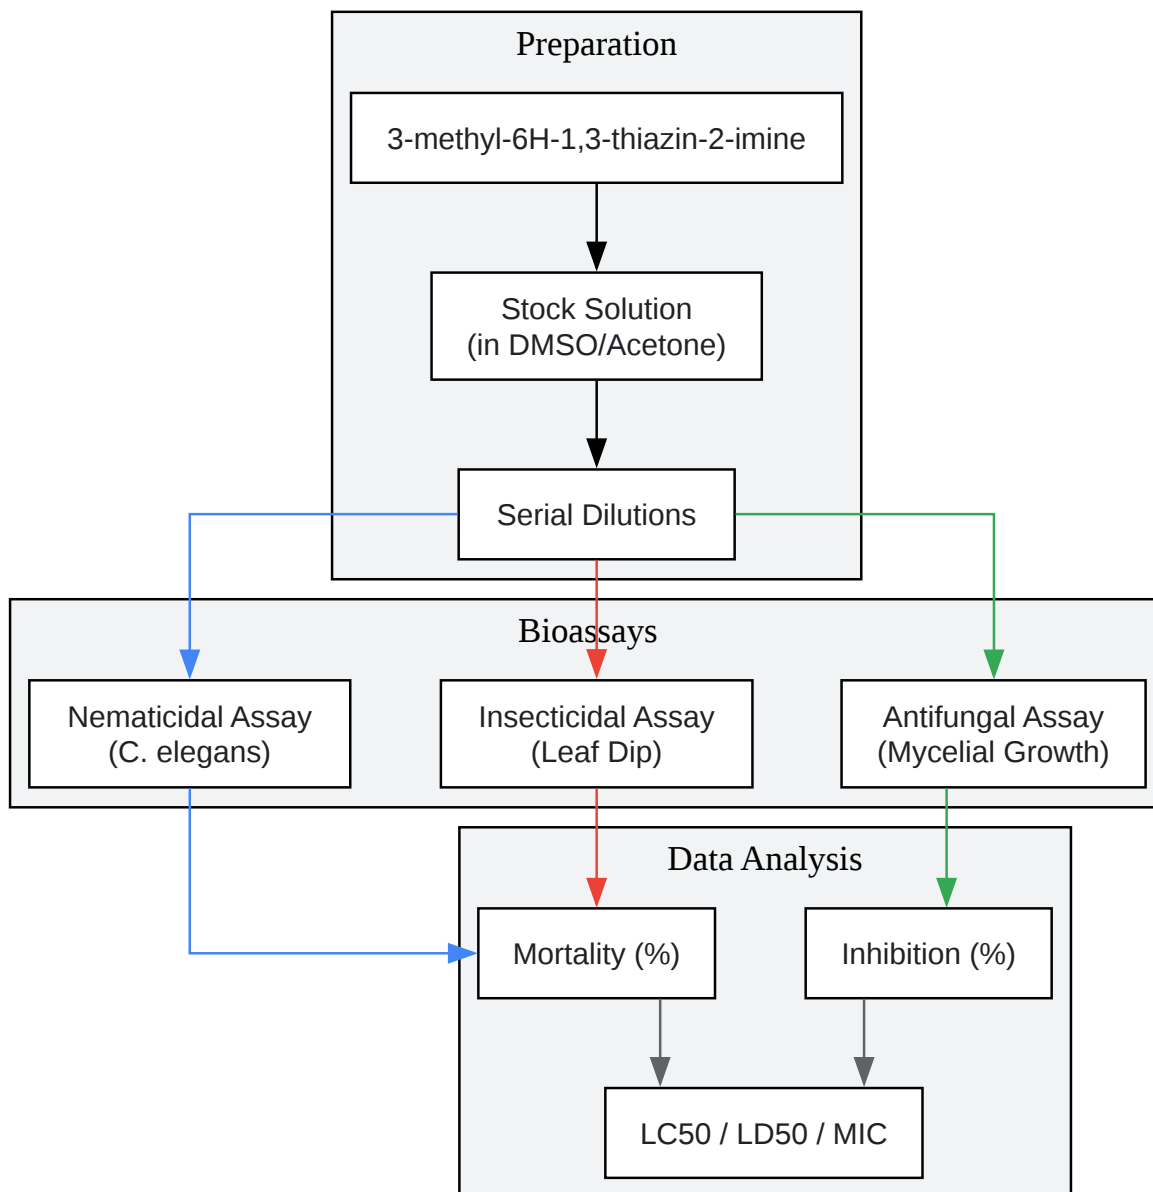 Preparation
3-methyl-6H-1,3-thiazin-2-imine
Stock Solution
(in DMSO/Acetone)
Serial Dilutions
Bioassays
Nematicidal Assay
(C. elegans)
Insecticidal Assay
(Leaf Dip)
Antifungal Assay
(Mycelial Growth)
Data Analysis
Mortality (%)
Inhibition (%)
LC50 / LD50 / MIC